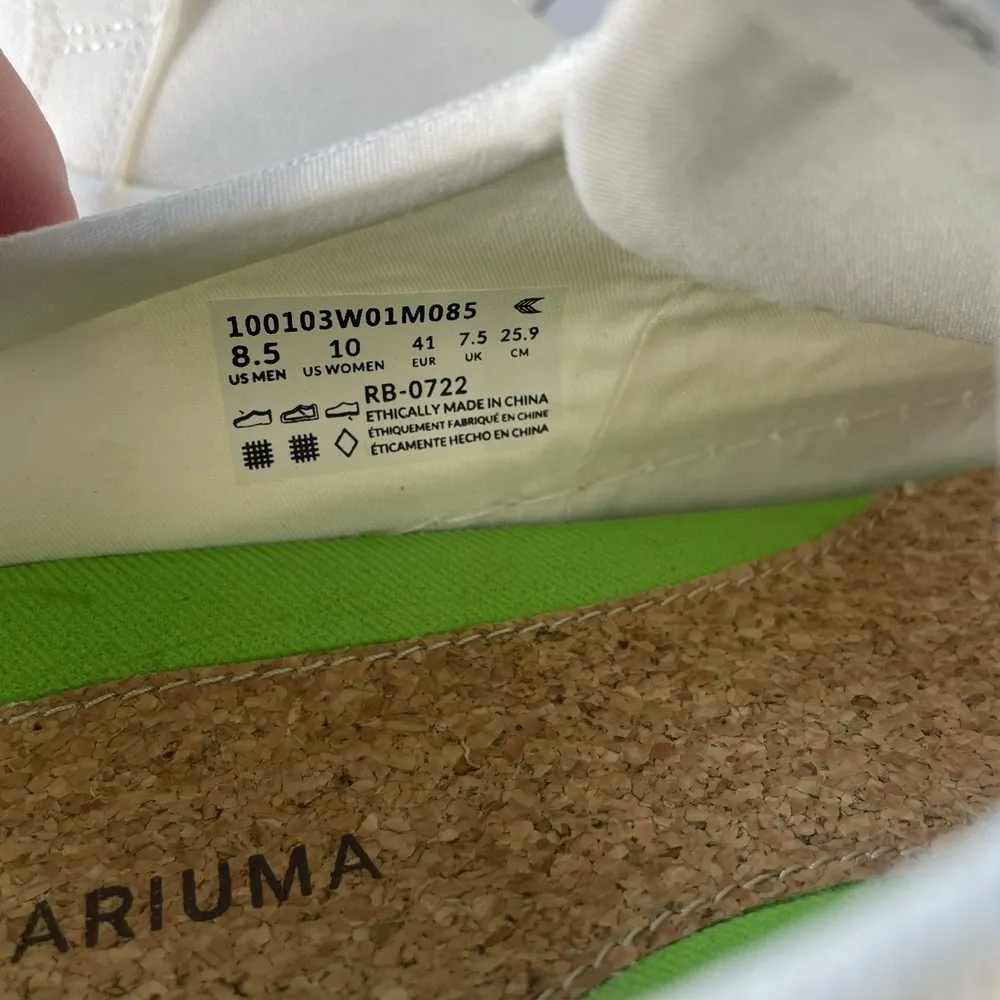 100103W01M085
8.5 10 41 7.5 25.9
US MEN US WOMEN EUR UK CM
RB-0722
ETHICALLY MADE IN CHINA
ÉTHIQUEMENT FABRIQUÉ EN CHINE
ÉTICAMENTE HECHO EN CHINA
ARIUMA